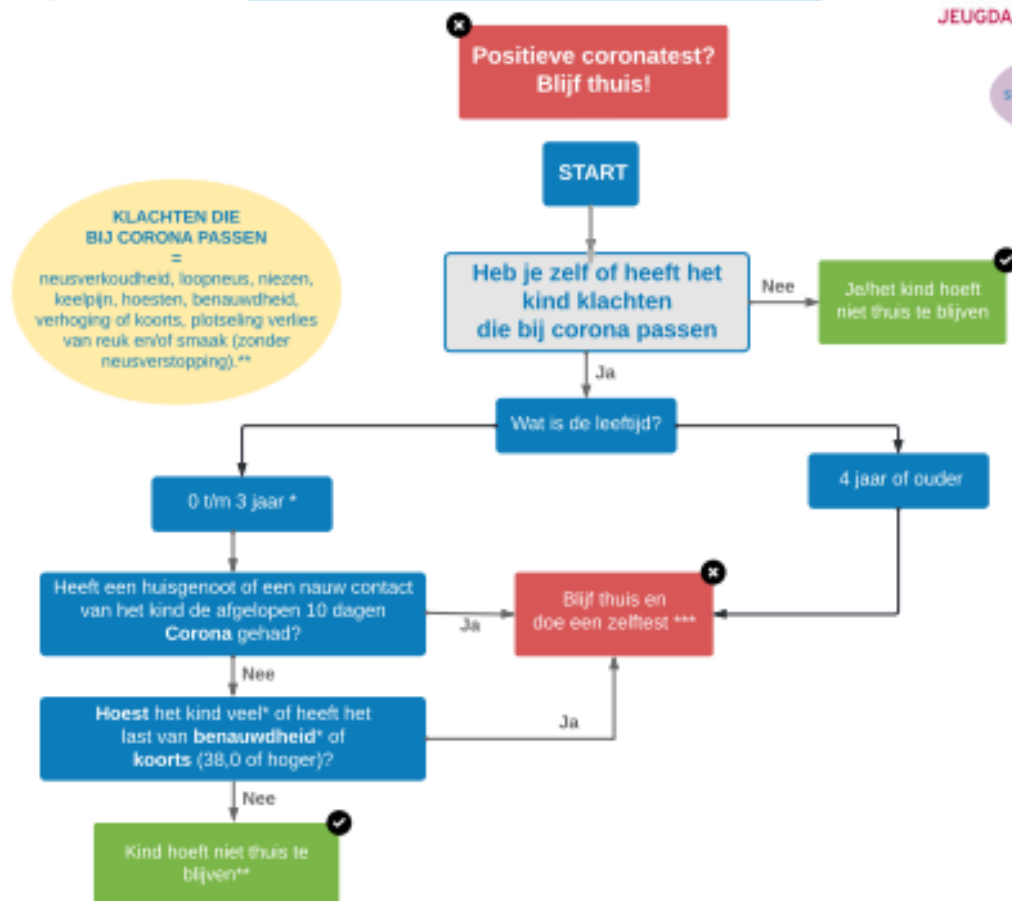 JEUGDA
Positieve coronatest?
Blijf thuis!
START
KLACHTEN DIE
BIJ CORONA PASSEN
=
neusverkoudheid, loopneus, niezen,
keelpijn, hoesten, benauwdheid,
verhoging of koorts, plotseling verlies
van reuk en/of smaak (zonder
neusverstopping).**
Heb je zelf of heeft het
kind klachten
die bij corona passen
Nee
Je/het kind hoeft
niet thuis te blijven
Ja
Wat is de leeftijd?
0 t/m 3 jaar *
4 jaar of ouder
Heeft een huisgenoot of een nauw contact
van het kind de afgelopen 10 dagen
Corona gehad?
Ja
Blijf thuis en
doe een zelftest ***
Nee
Hoest het kind veel* of heeft het
last van benauwdheid* of
koorts (38,0 of hoger)?
Ja
Nee
Kind hoeft niet thuis te
blijven**